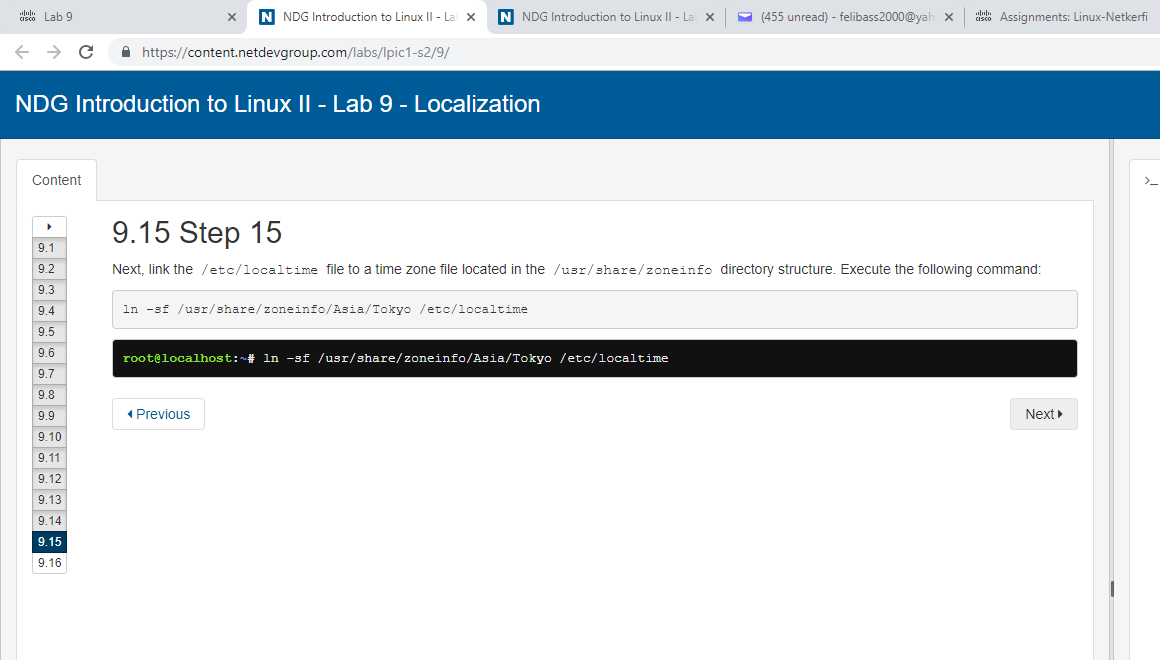 Lab 9
NDG Introduction to Linux II - La
NDG Introduction to Linux II - La
(455 unread) - felibass2000@yah
Assignments: Linux-Netkerfi
https://content.netdevgroup.com/labs/lpic1-s2/9/
NDG Introduction to Linux II - Lab 9 - Localization
Content
>_
9.1
9.2
9.3
9.4
9.5
9.6
9.7
9.8
9.9
9.10
9.11
9.12
9.13
9.14
9.15
9.16
9.15 Step 15
Next, link the /etc/localtime file to a time zone file located in the /usr/share/zoneinfo directory structure. Execute the following command:
ln -sf /usr/share/zoneinfo/Asia/Tokyo /etc/localtime
root@localhost:~# ln -sf /usr/share/zoneinfo/Asia/Tokyo /etc/localtime
Previous
Next